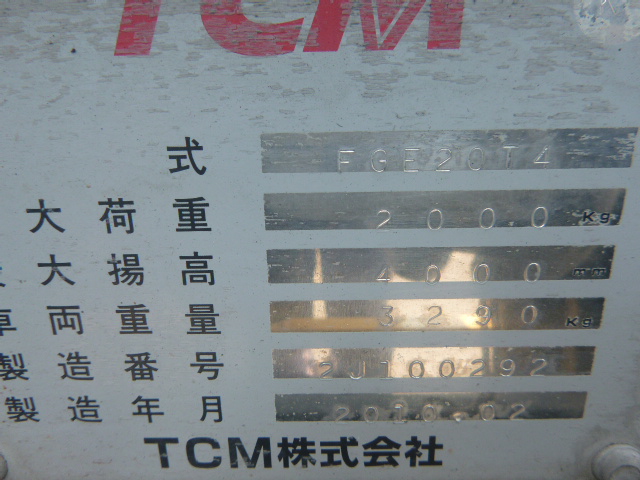 TCM
式 FGE20T4
大荷重 2000 Kg
大揚高 4000 mm
車両重量 3290 Kg
製造番号 2J100292
製造年月 2010.02
TCM株式会社